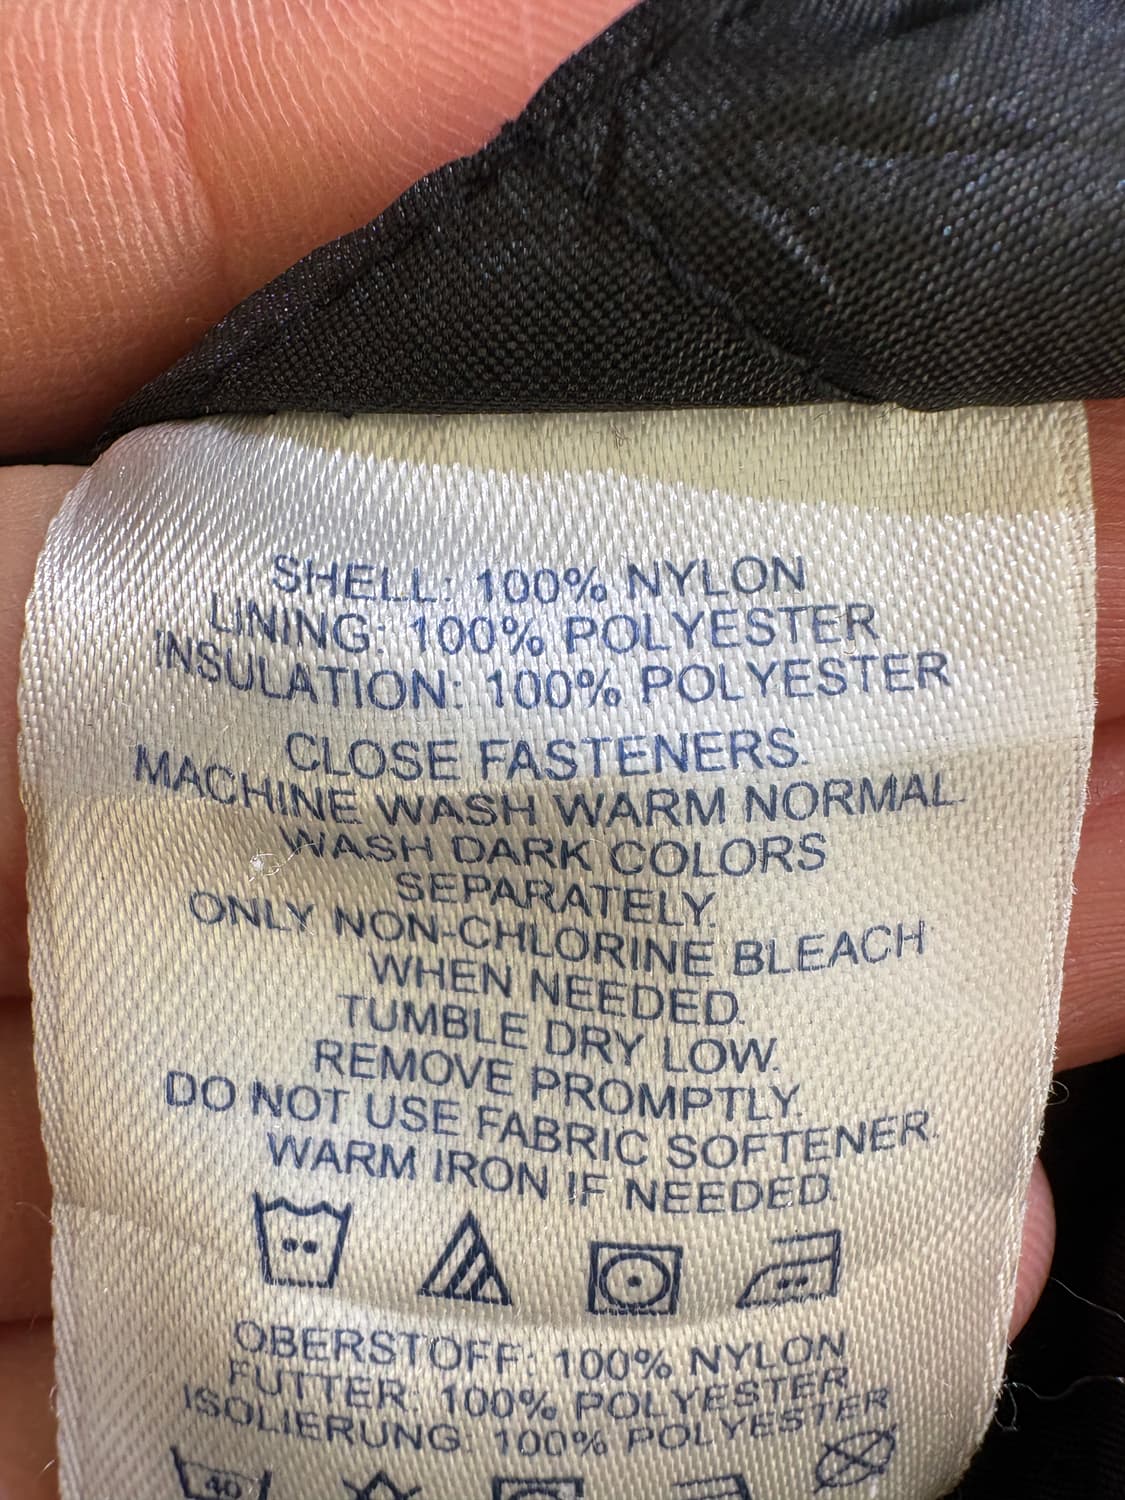 SHELL: 100% NYLON
LINING: 100% POLYESTER
INSULATION: 100% POLYESTER
CLOSE FASTENERS.
MACHINE WASH WARM NORMAL.
WASH DARK COLORS
SEPARATELY.
ONLY NON-CHLORINE BLEACH
WHEN NEEDED.
TUMBLE DRY LOW.
REMOVE PROMPTLY.
DO NOT USE FABRIC SOFTENER.
WARM IRON IF NEEDED.
OBERSTOFF: 100% NYLON
FUTTER: 100% POLYESTER
ISOLIERUNG: 100% POLYESTER
40